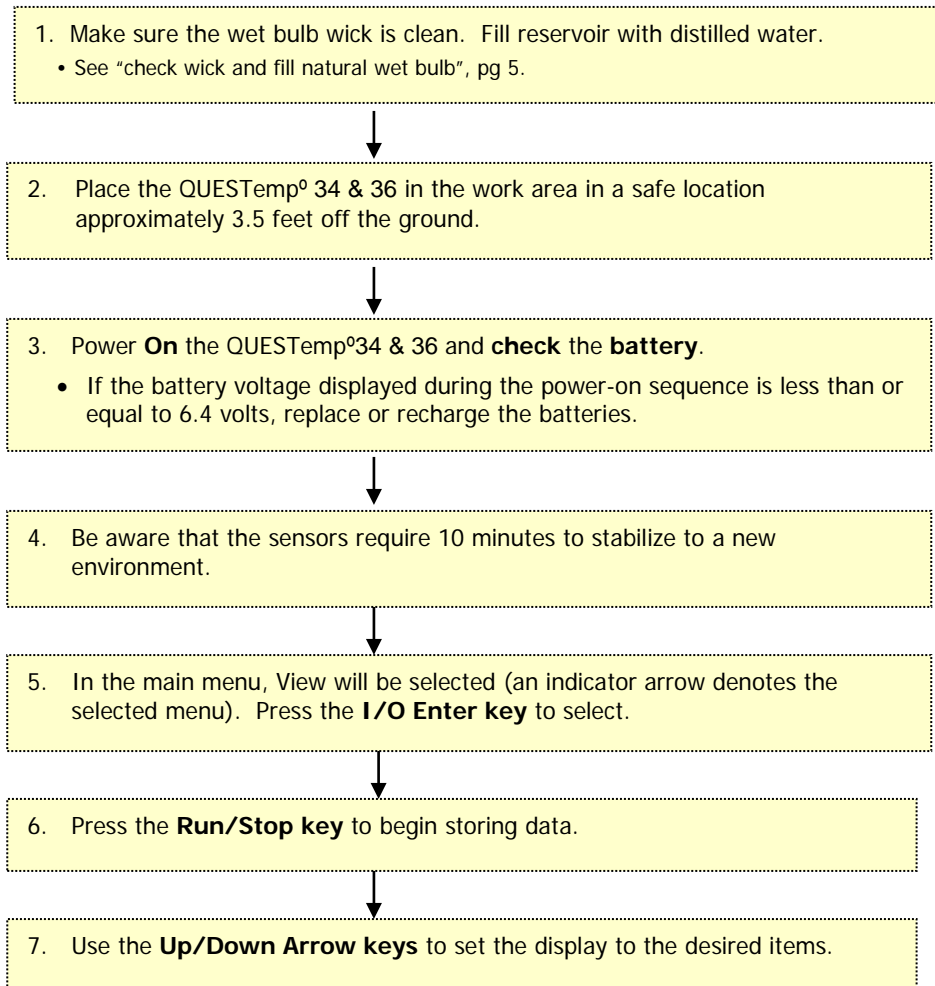 1. Make sure the wet bulb wick is clean. Fill reservoir with distilled water.
• See "check wick and fill natural wet bulb", pg 5.
2. Place the QUESTempº 34 & 36 in the work area in a safe location
approximately 3.5 feet off the ground.
3. Power On the QUESTempº34 & 36 and check the battery.
• If the battery voltage displayed during the power-on sequence is less than or
equal to 6.4 volts, replace or recharge the batteries.
4. Be aware that the sensors require 10 minutes to stabilize to a new
environment.
5. In the main menu, View will be selected (an indicator arrow denotes the
selected menu). Press the I/O Enter key to select.
6. Press the Run/Stop key to begin storing data.
7. Use the Up/Down Arrow keys to set the display to the desired items.